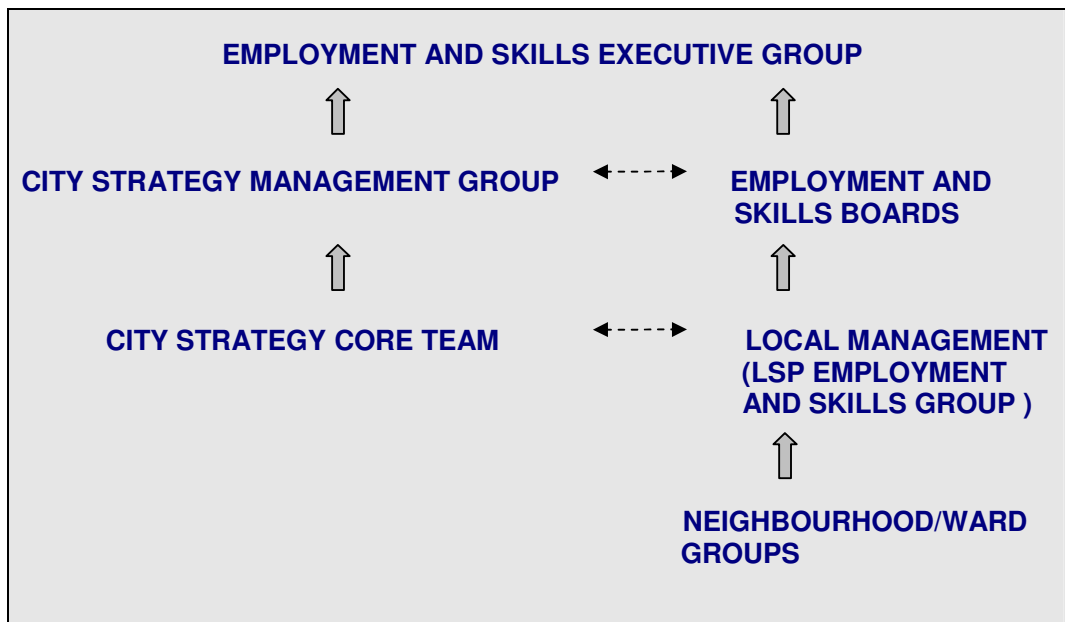 EMPLOYMENT AND SKILLS EXECUTIVE GROUP
CITY STRATEGY MANAGEMENT GROUP
EMPLOYMENT AND
SKILLS BOARDS
CITY STRATEGY CORE TEAM
LOCAL MANAGEMENT
(LSP EMPLOYMENT
AND SKILLS GROUP )
NEIGHBOURHOOD/WARD
GROUPS